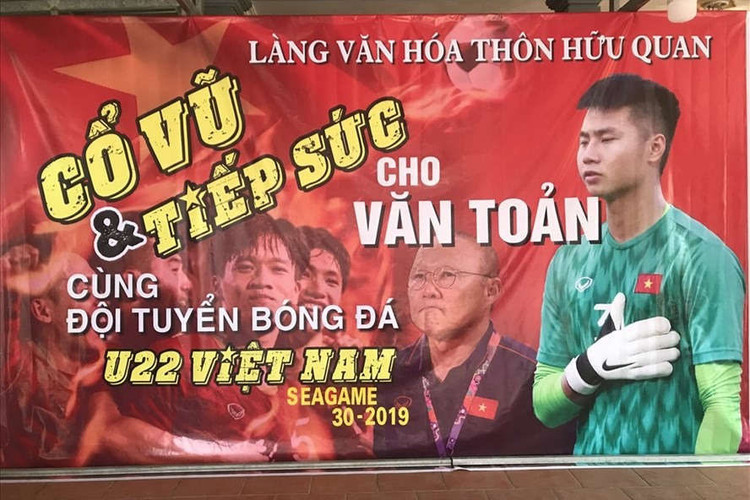 LÀNG VĂN HÓA THÔN HỮU QUAN
CỔ VŨ
& TIẾP SỨC
CHO
VĂN TOẢN
CÙNG
ĐỘI TUYỂN BÓNG ĐÁ
U22 VIỆT NAM
SEAGAME
30-2019